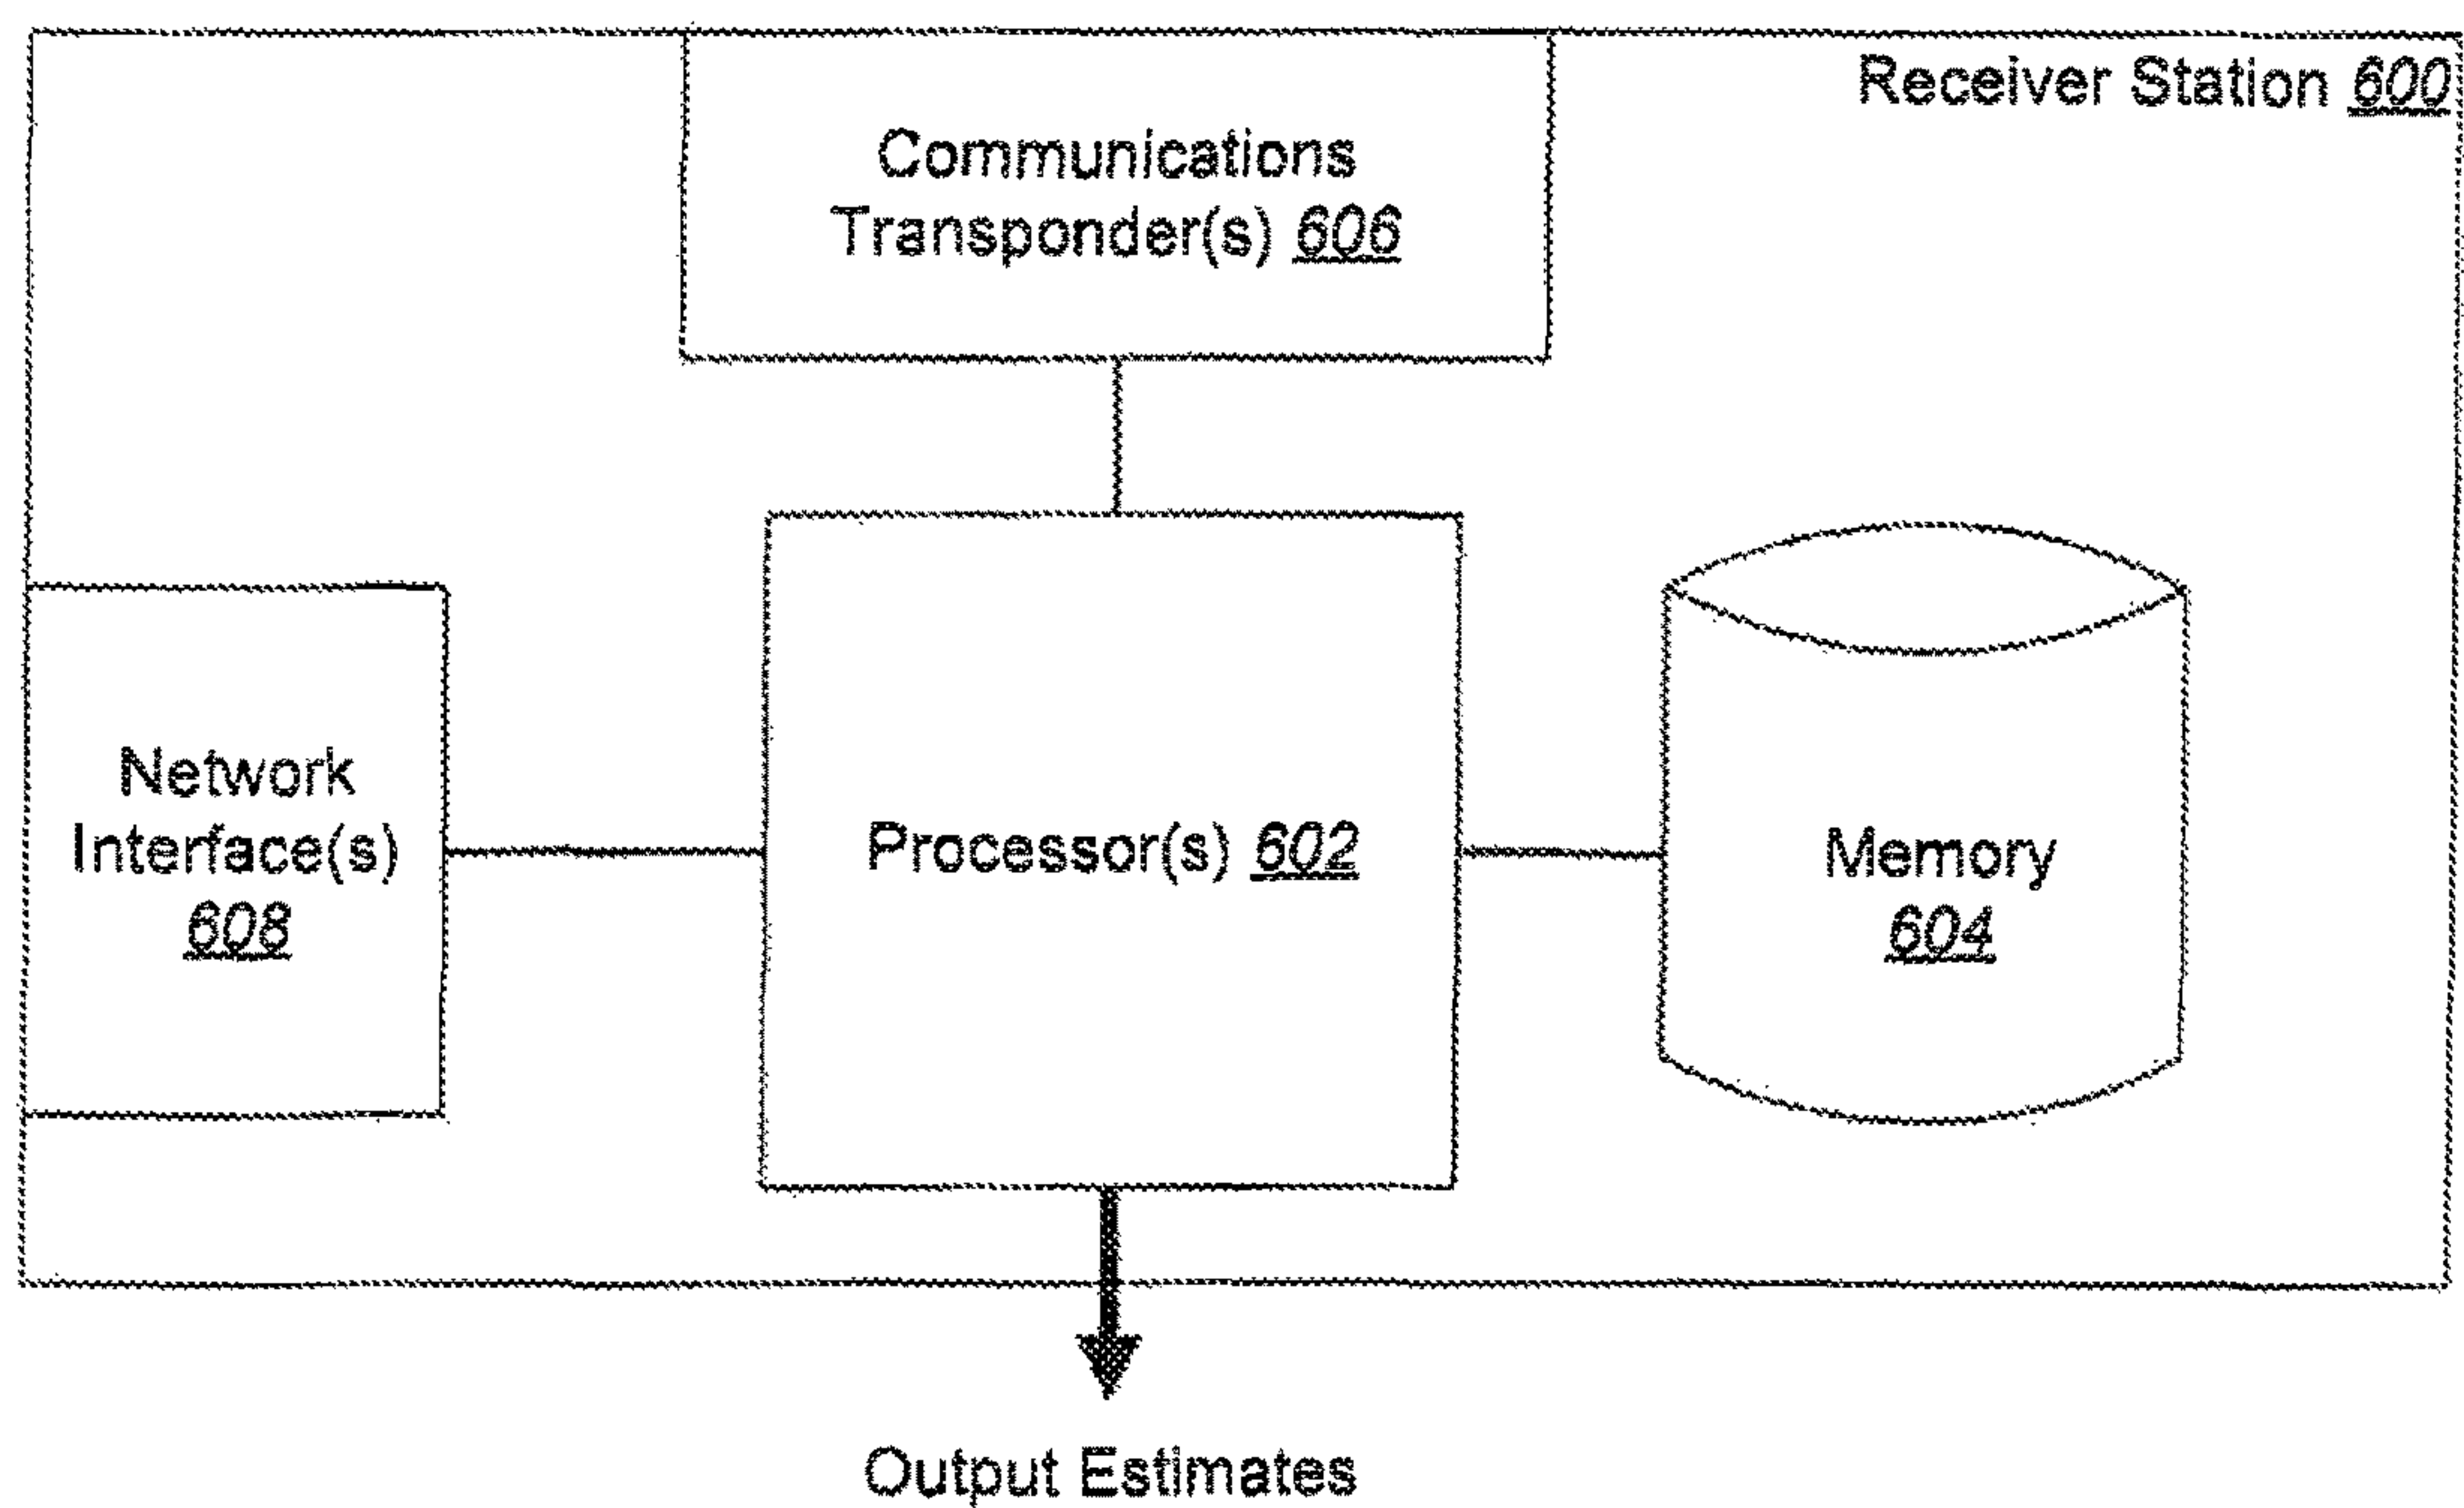 Receiver Station 600
Communications
Transponder(s) 606
Network
Interface(s)
608
Processor(s) 602
Memory
604
Output Estimates